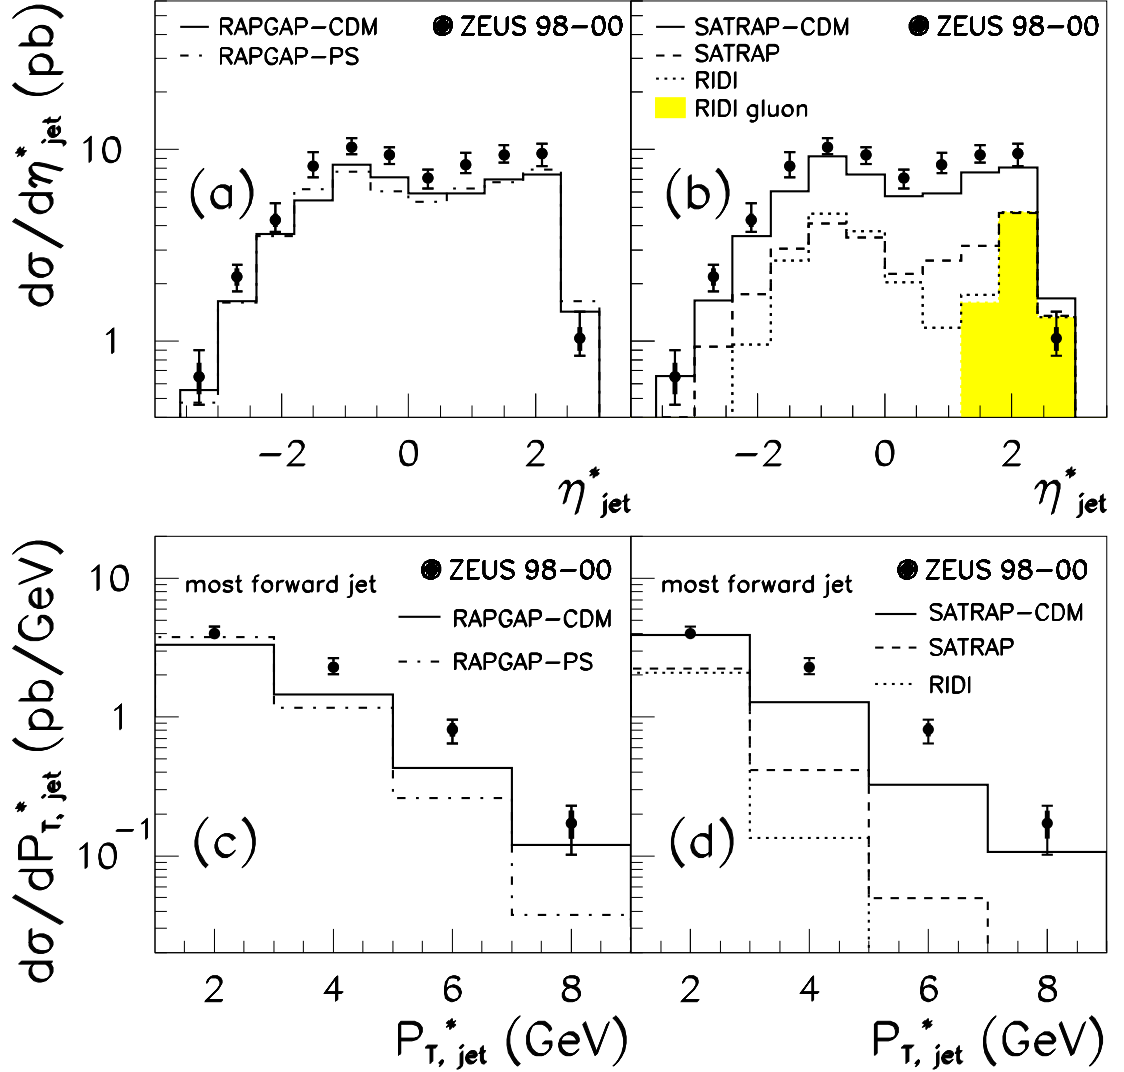 RAPGAP-CDM
RAPGAP-PS
ZEUS 98-00
SATRAP-CDM
SATRAP
RIDI
RIDI gluon
ZEUS 98-00
dσ/dη*jet (pb)
10
1
(a)
(b)
-2 0 2
-2 0 2
η*jet
η*jet
most forward jet
ZEUS 98-00
RAPGAP-CDM
RAPGAP-PS
most forward jet
ZEUS 98-00
SATRAP-CDM
SATRAP
RIDI
dσ/dP*T, jet (pb/GeV)
10
1
10⁻¹
(c)
(d)
2 4 6 8
2 4 6 8
P*T, jet (GeV)
P*T, jet (GeV)